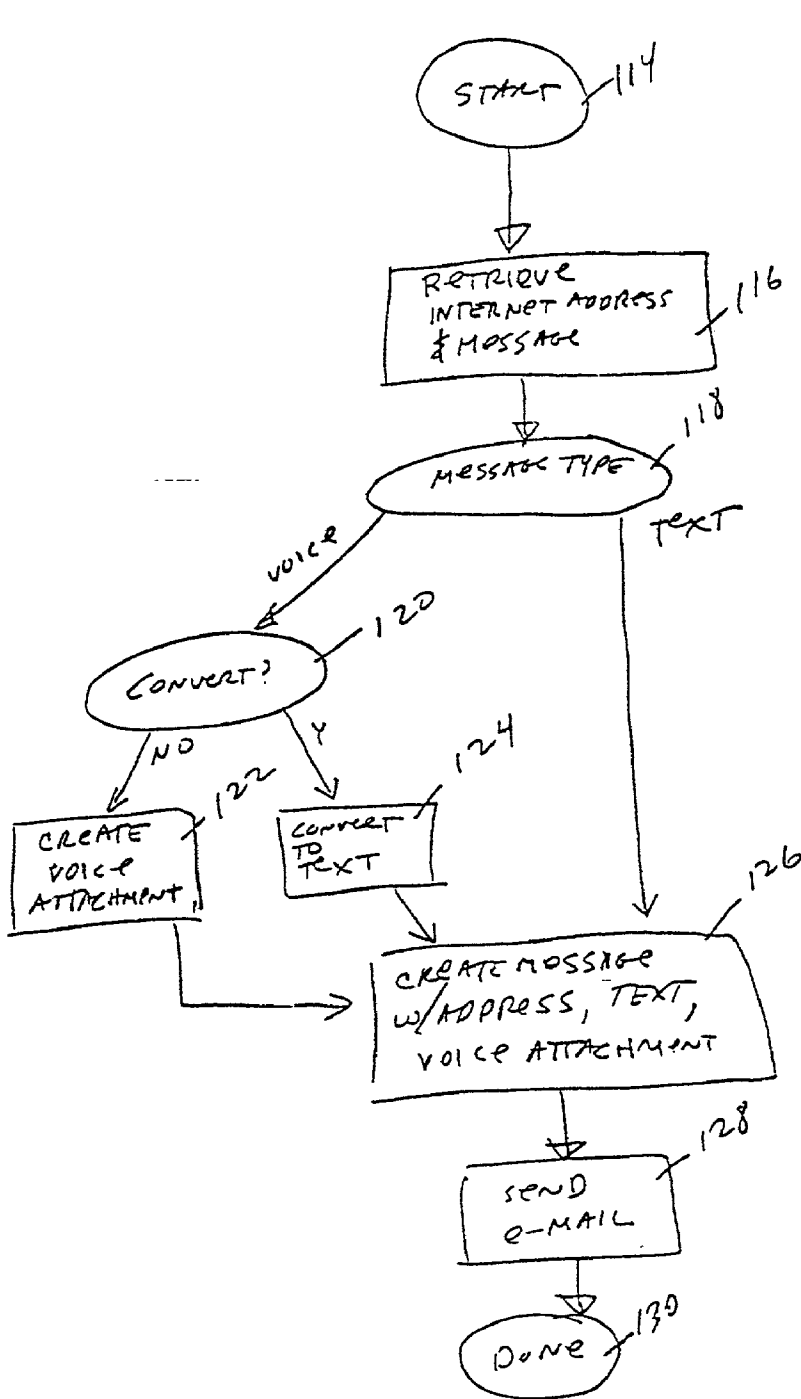 START
114
RETRIEVE
INTERNET ADDRESS
& MESSAGE
116
MESSAGE TYPE
118
VOICE
TEXT
CONVERT?
120
NO
Y
CREATE
VOICE
ATTACHMENT
122
CONVERT
TO
TEXT
124
CREATE MESSAGE
W/ADDRESS, TEXT,
VOICE ATTACHMENT
126
SEND
e-MAIL
128
DONE
130